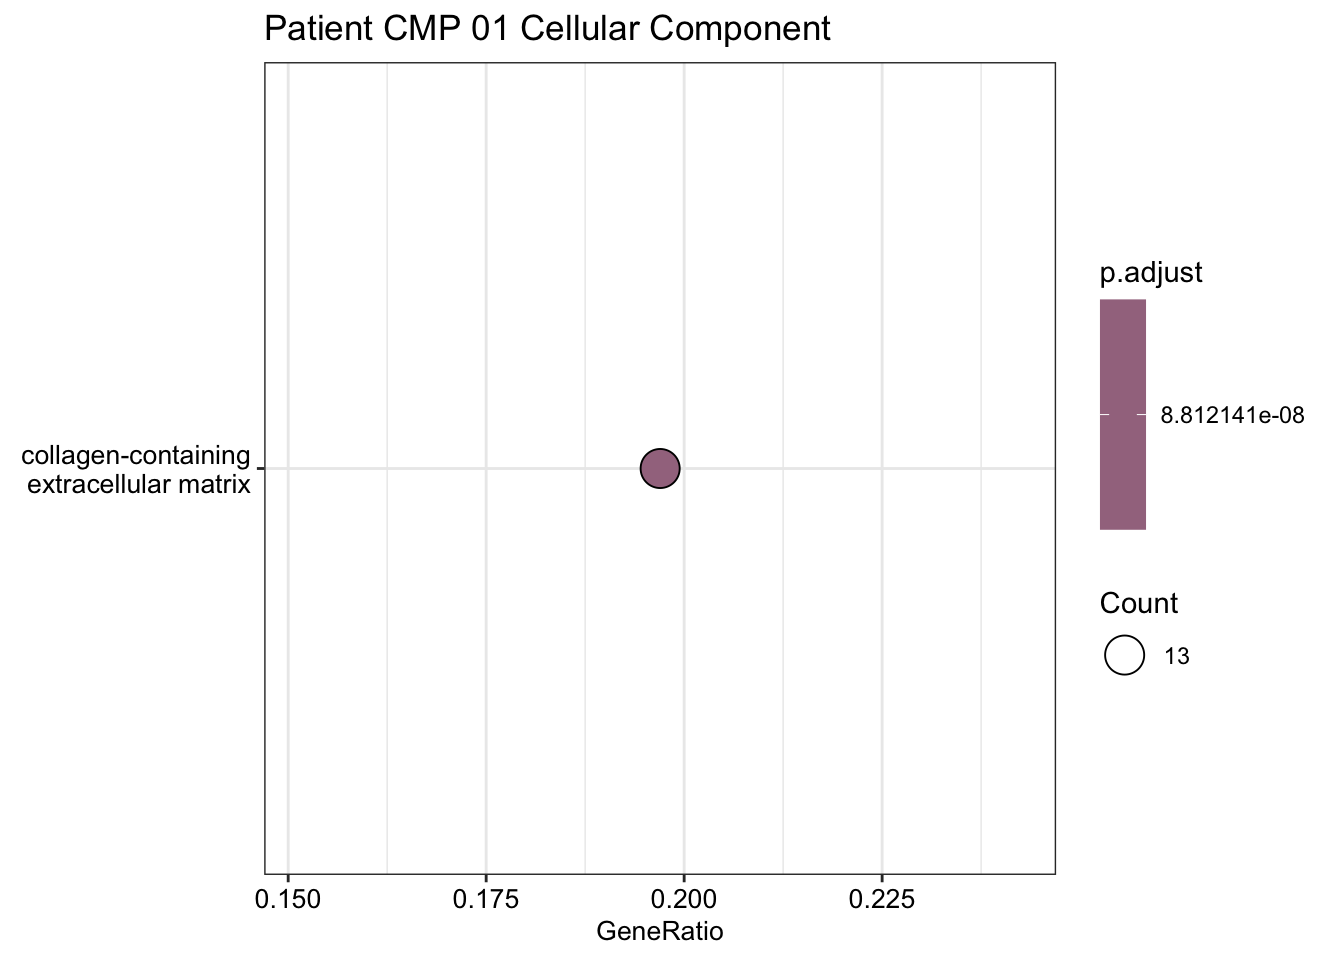 Patient CMP 01 Cellular Component
collagen-containing
extracellular matrix
0.150
0.175
0.200
0.225
GeneRatio
p.adjust
8.812141e-08
Count
13